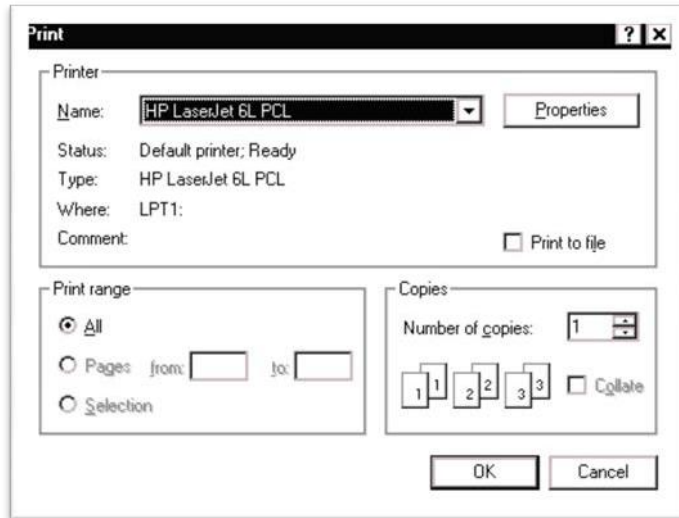 Print ? X
Printer
Name: HP LaserJet 6L PCL Properties
Status: Default printer; Ready
Type: HP LaserJet 6L PCL
Where: LPT1:
Comment: Print to file
Print range
All
Pages from: to:
Selection
Copies
Number of copies: 1
1 1 2 2 3 3 Collate
OK Cancel